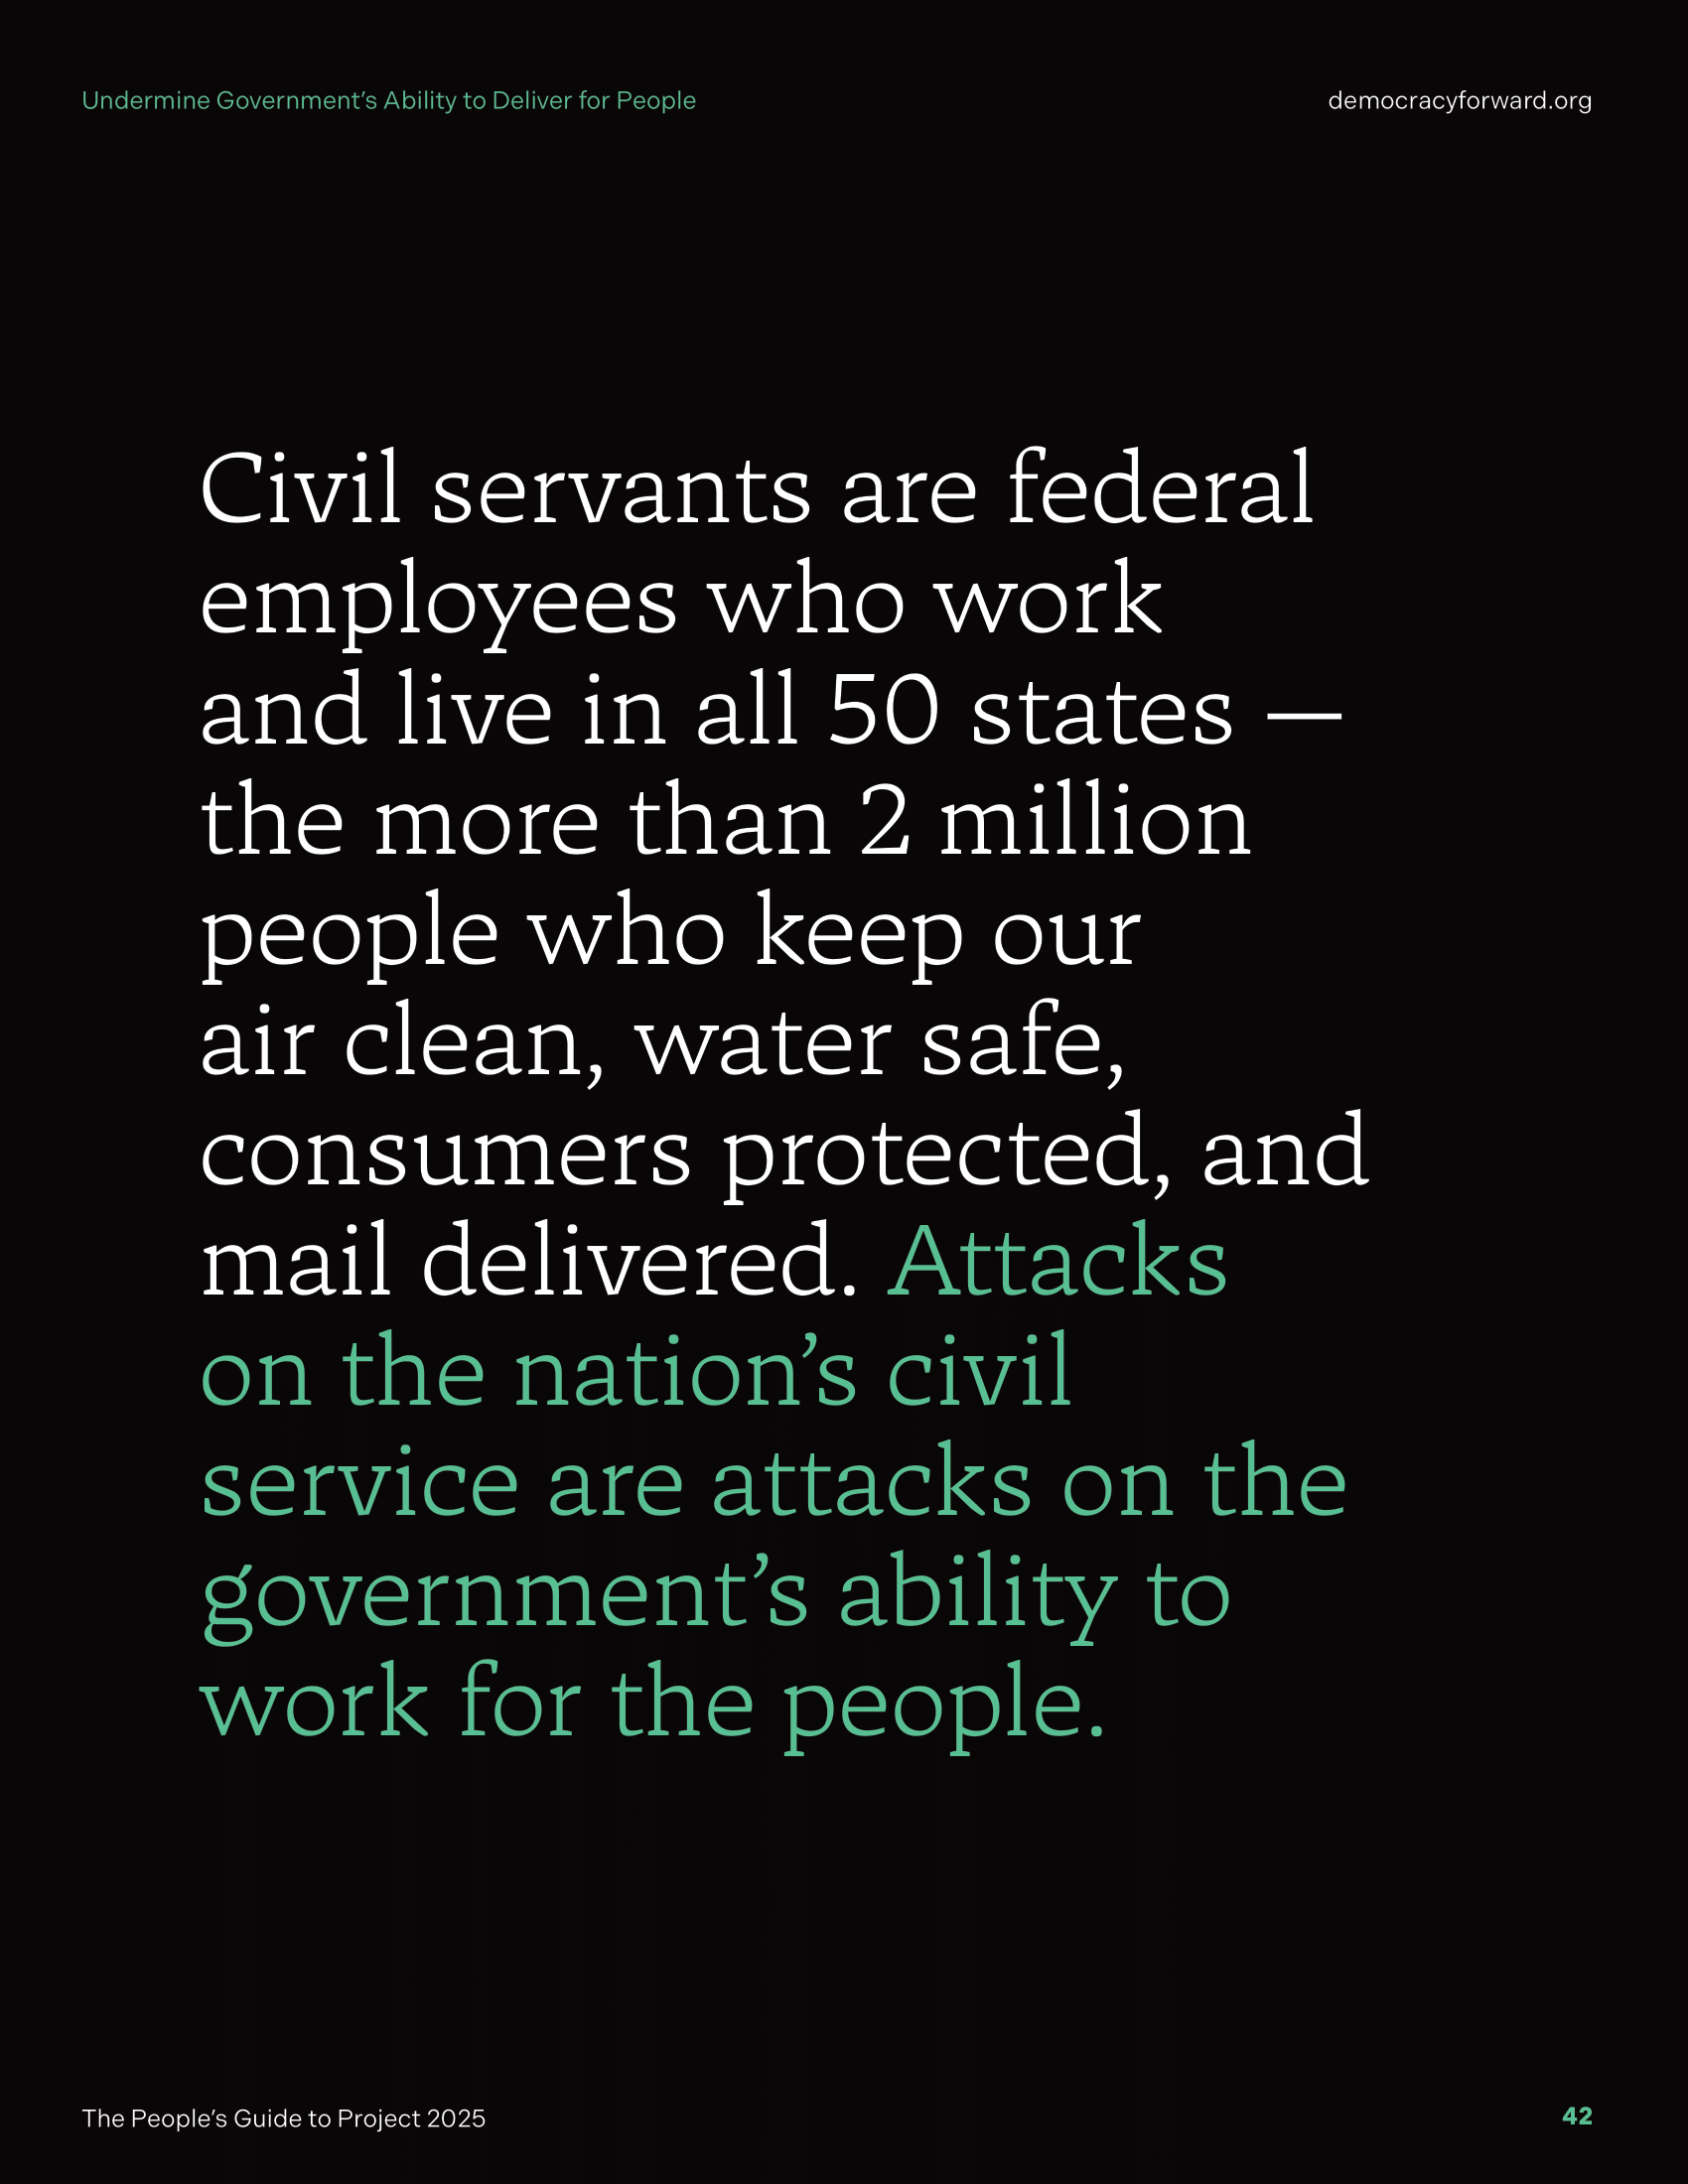 Undermine Government’s Ability to Deliver for People
democracyforward.org
Civil servants are federal
employees who work
and live in all 50 states —
the more than 2 million
people who keep our
air clean, water safe,
consumers protected, and
mail delivered. Attacks
on the nation’s civil
service are attacks on the
government’s ability to
work for the people.
The People’s Guide to Project 2025
42